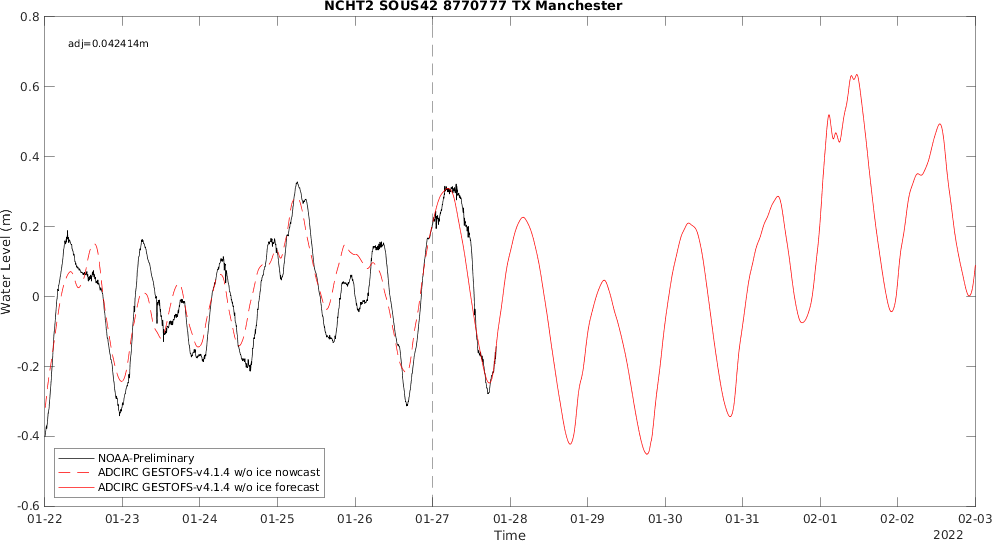 NCHT2 SOUS42 8770777 TX Manchester
adj=0.042414m
Water Level (m)
0.8
0.6
0.4
0.2
0
-0.2
-0.4
-0.6
NOAA-Preliminary
ADCIRC GESTOFS-v4.1.4 w/o ice nowcast
ADCIRC GESTOFS-v4.1.4 w/o ice forecast
01-22 01-23 01-24 01-25 01-26 01-27 01-28 01-29 01-30 01-31 02-01 02-02 02-03
Time
2022